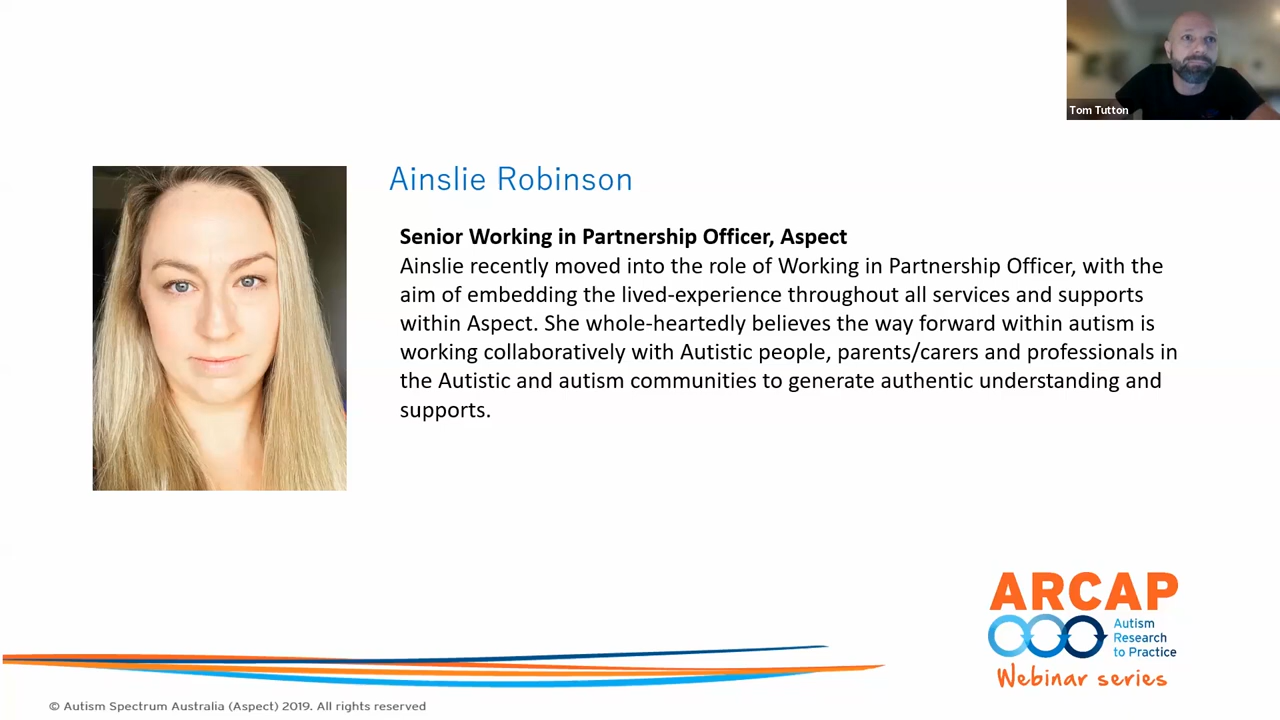 Tom Tutton
Ainslie Robinson
Senior Working in Partnership Officer, Aspect
Ainslie recently moved into the role of Working in Partnership Officer, with the
aim of embedding the lived-experience throughout all services and supports
within Aspect. She whole-heartedly believes the way forward within autism is
working collaboratively with Autistic people, parents/carers and professionals in
the Autistic and autism communities to generate authentic understanding and
supports.
ARCAP
Autism
Research
to Practice
Webinar series
© Autism Spectrum Australia (Aspect) 2019. All rights reserved